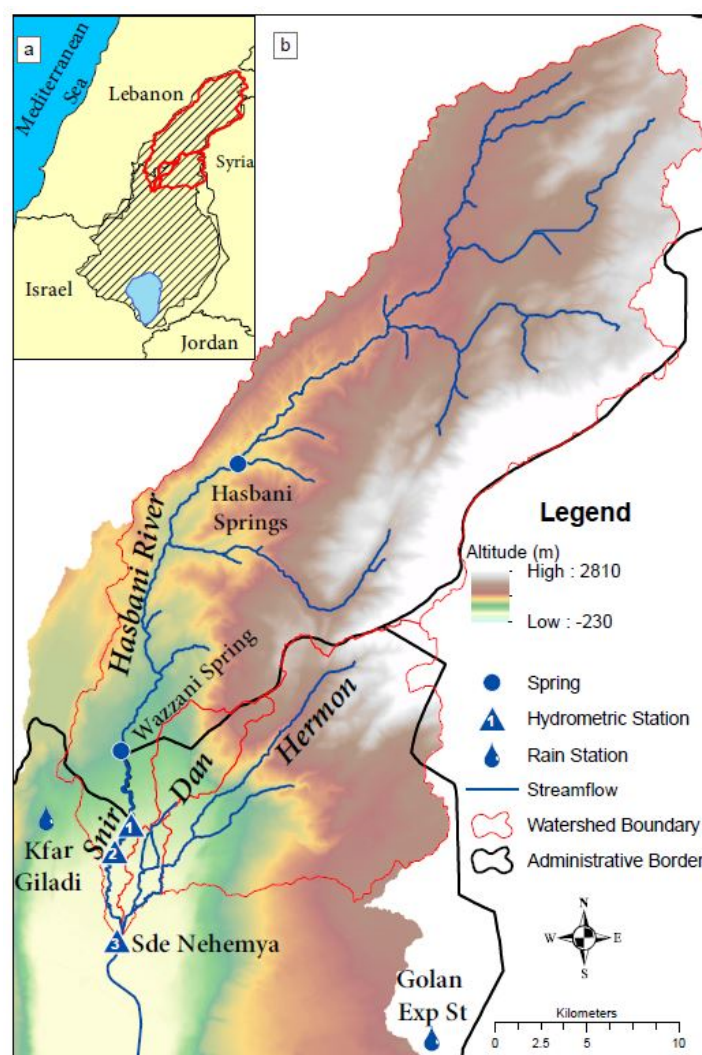 a
b
Mediterranean
Sea
Lebanon
Syria
Israel
Jordan
Hasbani
Springs
Hasbani River
Wazzani Spring
Hermon
Dan
Snir
1
2
3
Kfar
Giladi
Sde Nehemya
Golan
Exp St
Legend
Altitude (m)
High : 2810
Low : -230
Spring
1 Hydrometric Station
Rain Station
Streamflow
Watershed Boundary
Administrative Border
N
W E
S
Kilometers
0 2.5 5 10